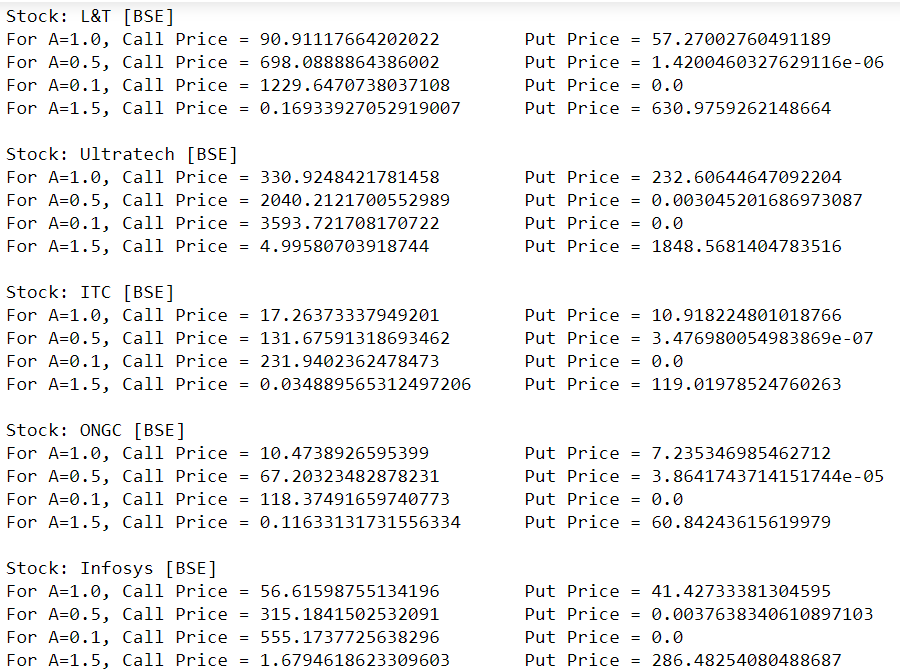 Stock: L&T [BSE]
For A=1.0, Call Price = 90.91117664202022 Put Price = 57.27002760491189
For A=0.5, Call Price = 698.0888864386002 Put Price = 1.4200460327629116e-06
For A=0.1, Call Price = 1229.6470738037108 Put Price = 0.0
For A=1.5, Call Price = 0.16933927052919007 Put Price = 630.9759262148664
Stock: Ultratech [BSE]
For A=1.0, Call Price = 330.9248421781458 Put Price = 232.60644647092204
For A=0.5, Call Price = 2040.2121700552989 Put Price = 0.003045201686973087
For A=0.1, Call Price = 3593.721708170722 Put Price = 0.0
For A=1.5, Call Price = 4.99580703918744 Put Price = 1848.5681404783516
Stock: ITC [BSE]
For A=1.0, Call Price = 17.26373337949201 Put Price = 10.918224801018766
For A=0.5, Call Price = 131.67591318693462 Put Price = 3.476980054983869e-07
For A=0.1, Call Price = 231.9402362478473 Put Price = 0.0
For A=1.5, Call Price = 0.034889565312497206 Put Price = 119.01978524760263
Stock: ONGC [BSE]
For A=1.0, Call Price = 10.4738926595399 Put Price = 7.235346985462712
For A=0.5, Call Price = 67.20323482878231 Put Price = 3.8641743714151744e-05
For A=0.1, Call Price = 118.37491659740773 Put Price = 0.0
For A=1.5, Call Price = 0.11633131731556334 Put Price = 60.84243615619979
Stock: Infosys [BSE]
For A=1.0, Call Price = 56.61598755134196 Put Price = 41.42733381304595
For A=0.5, Call Price = 315.1841502532091 Put Price = 0.0037638340610897103
For A=0.1, Call Price = 555.1737725638296 Put Price = 0.0
For A=1.5, Call Price = 1.6794618623309603 Put Price = 286.48254080488687